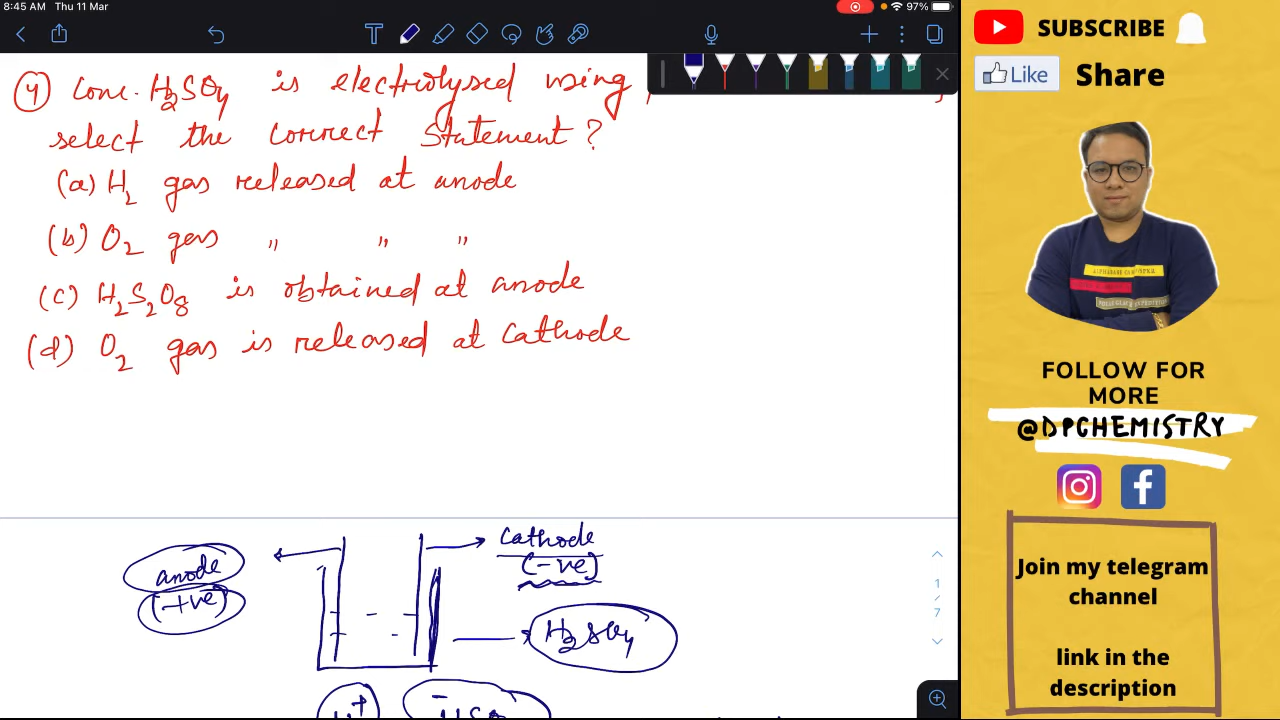 8:45 AM Thu 11 Mar
97%
④ Conc. H₂SO₄ is electrolysed using
select the correct statement?
(a) H₂ gas released at anode
(b) O₂ gas " " "
(c) H₂S₂O₈ is obtained at anode
(d) O₂ gas is released at cathode
cathode
(-ve)
anode
(+ve)
H₂SO₄
1
/
7
SUBSCRIBE
Like Share
FOLLOW FOR
MORE
@DPCHEMISTRY
Join my telegram
channel
link in the
description